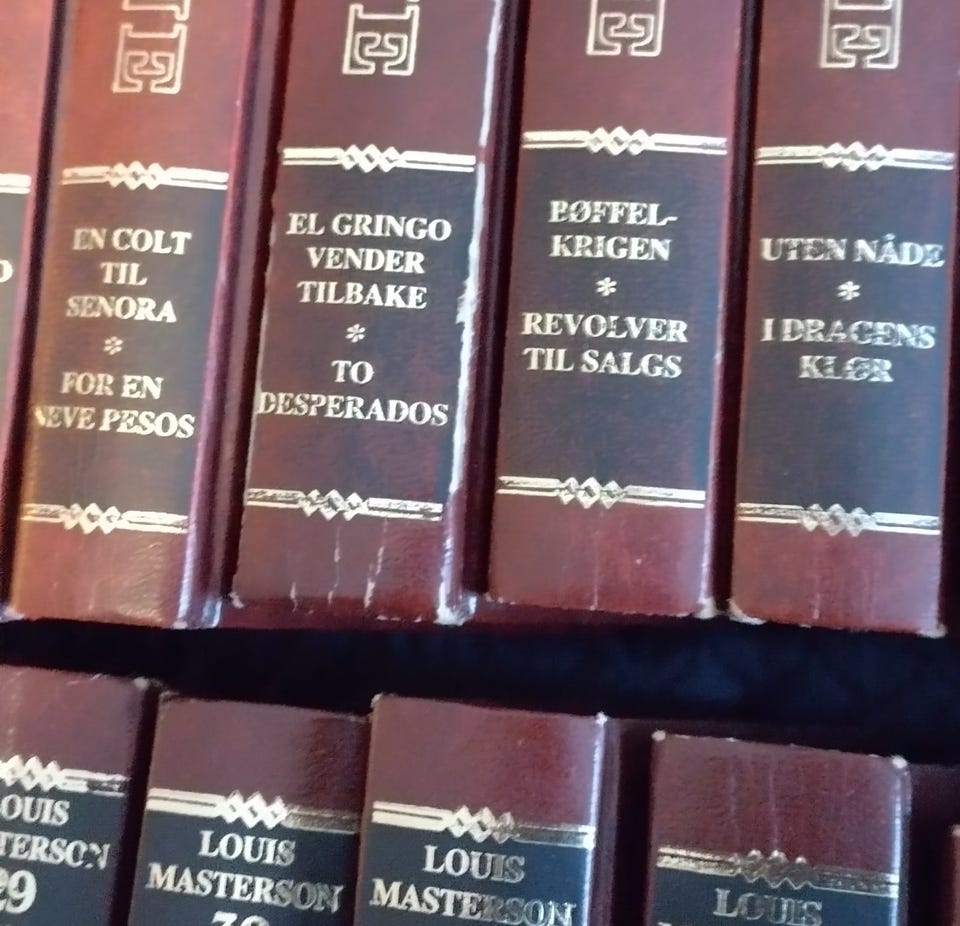 EN COLT
TIL
SENORA
*
FOR EN
NEVE PESOS
EL GRINGO
VENDER
TILBAKE
*
TO
DESPERADOS
BØFFEL-
KRIGEN
*
REVOLVER
TIL SALGS
UTEN NÅDE
*
I DRAGENS
KLØR
LOUIS
MASTERSON
29
LOUIS
MASTERSON
30
LOUIS
MASTERSON
LOUIS